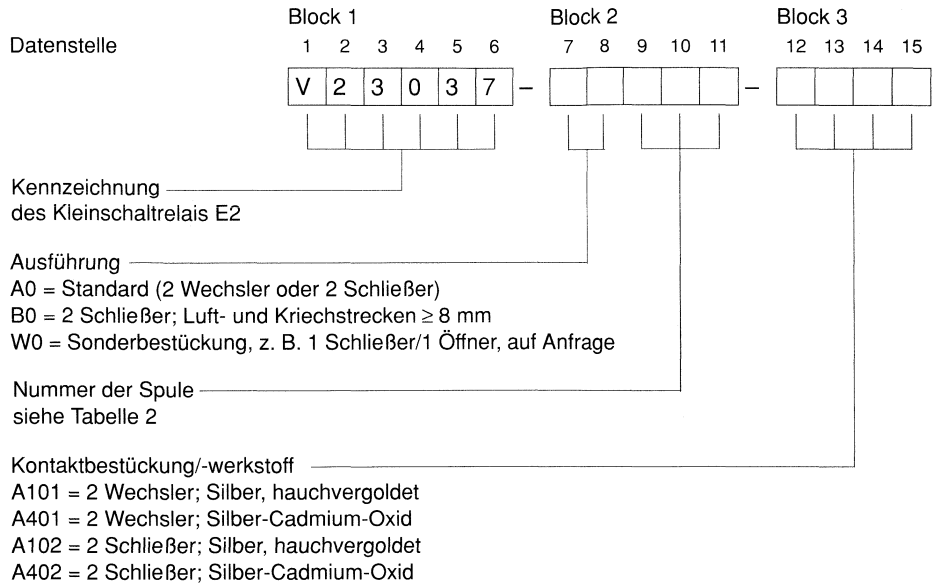 Block 1 Block 2 Block 3
Datenstelle 1 2 3 4 5 6 7 8 9 10 11 12 13 14 15
V 2 3 0 3 7 – –
Kennzeichnung
des Kleinschaltrelais E2
Ausführung
A0 = Standard (2 Wechsler oder 2 Schließer)
B0 = 2 Schließer; Luft- und Kriechstrecken ≥ 8 mm
W0 = Sonderbestückung, z. B. 1 Schließer/1 Öffner, auf Anfrage
Nummer der Spule
siehe Tabelle 2
Kontaktbestückung/-werkstoff
A101 = 2 Wechsler; Silber, hauchvergoldet
A401 = 2 Wechsler; Silber-Cadmium-Oxid
A102 = 2 Schließer; Silber, hauchvergoldet
A402 = 2 Schließer; Silber-Cadmium-Oxid